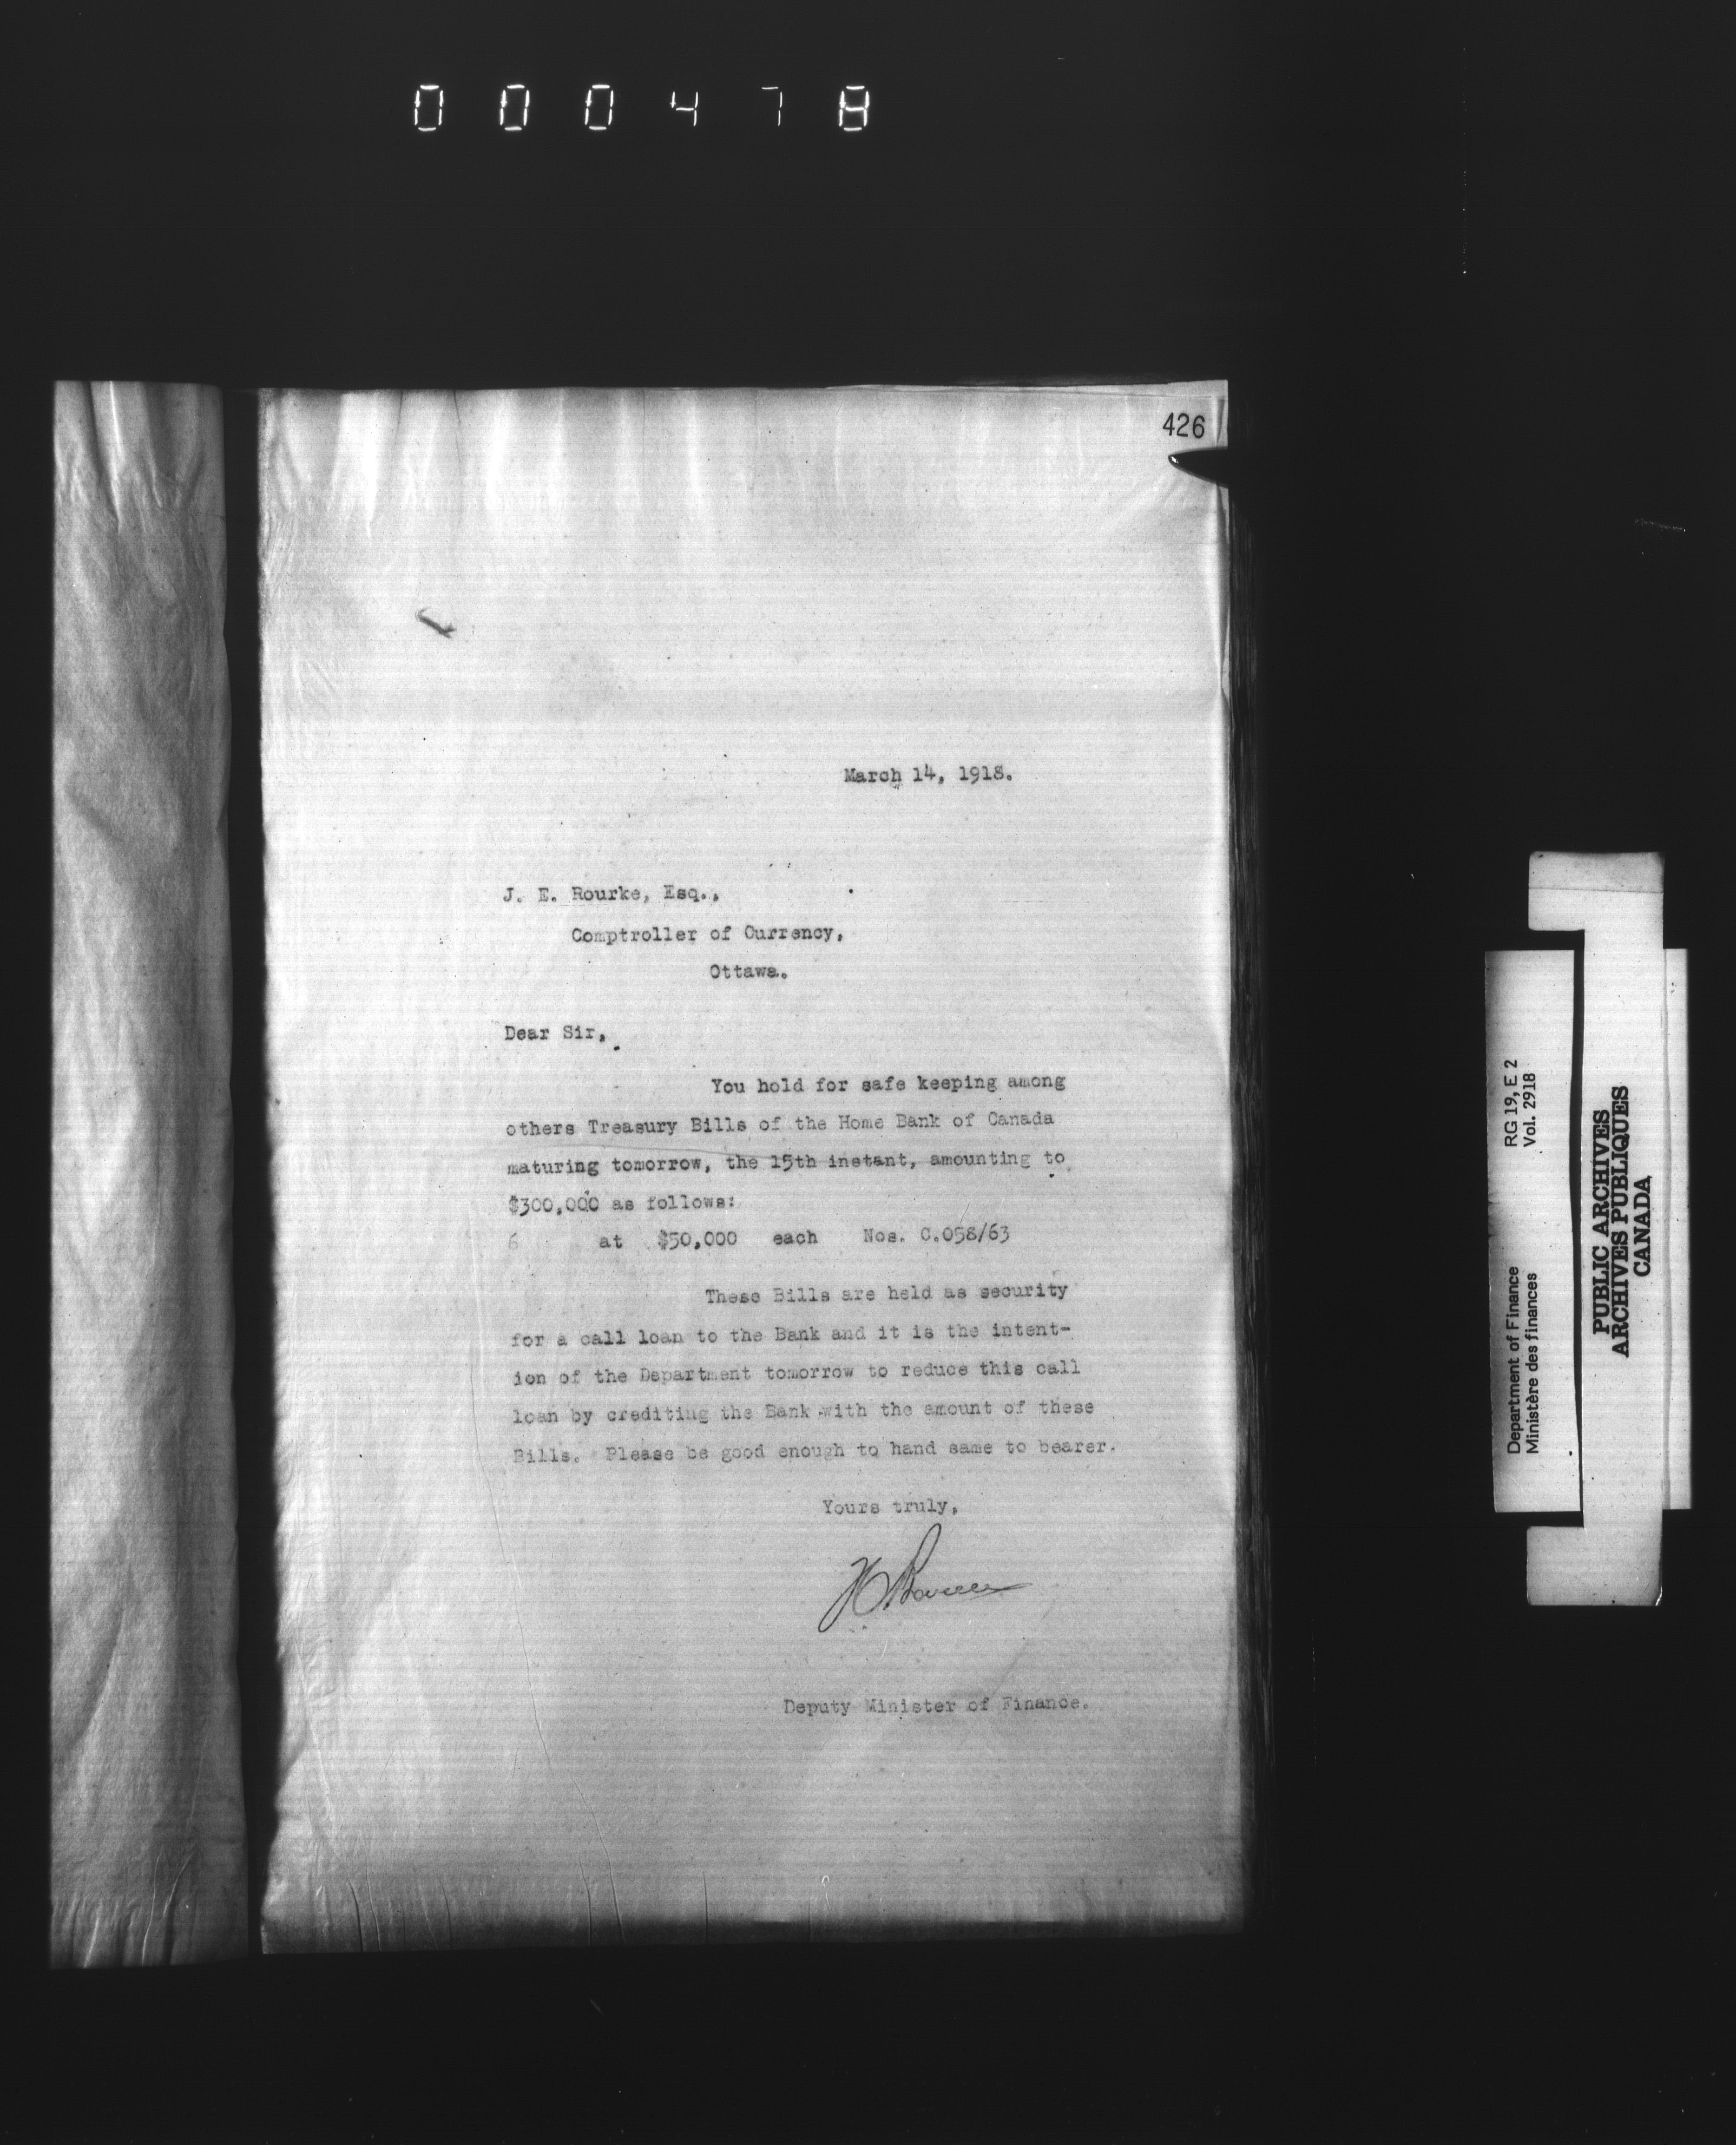 000478
426
March 14, 1918.
J. E. Rourke, Esq.,
Comptroller of Currency,
Ottawa.
Dear Sir,
You hold for safe keeping among
others Treasury Bills of the Home Bank of Canada
maturing tomorrow, the 15th instant, amounting to
$300,000 as follows:
6 at $50,000 each Nos. C.058/63
These Bills are held as security
for a call loan to the Bank and it is the intent-
ion of the Department tomorrow to reduce this call
loan by crediting the Bank with the amount of these
Bills. Please be good enough to hand same to bearer.
Yours truly,
Deputy Minister of Finance.
Department of Finance RG 19, E 2
Ministère des finances Vol. 2918
PUBLIC ARCHIVES
ARCHIVES PUBLIQUES
CANADA